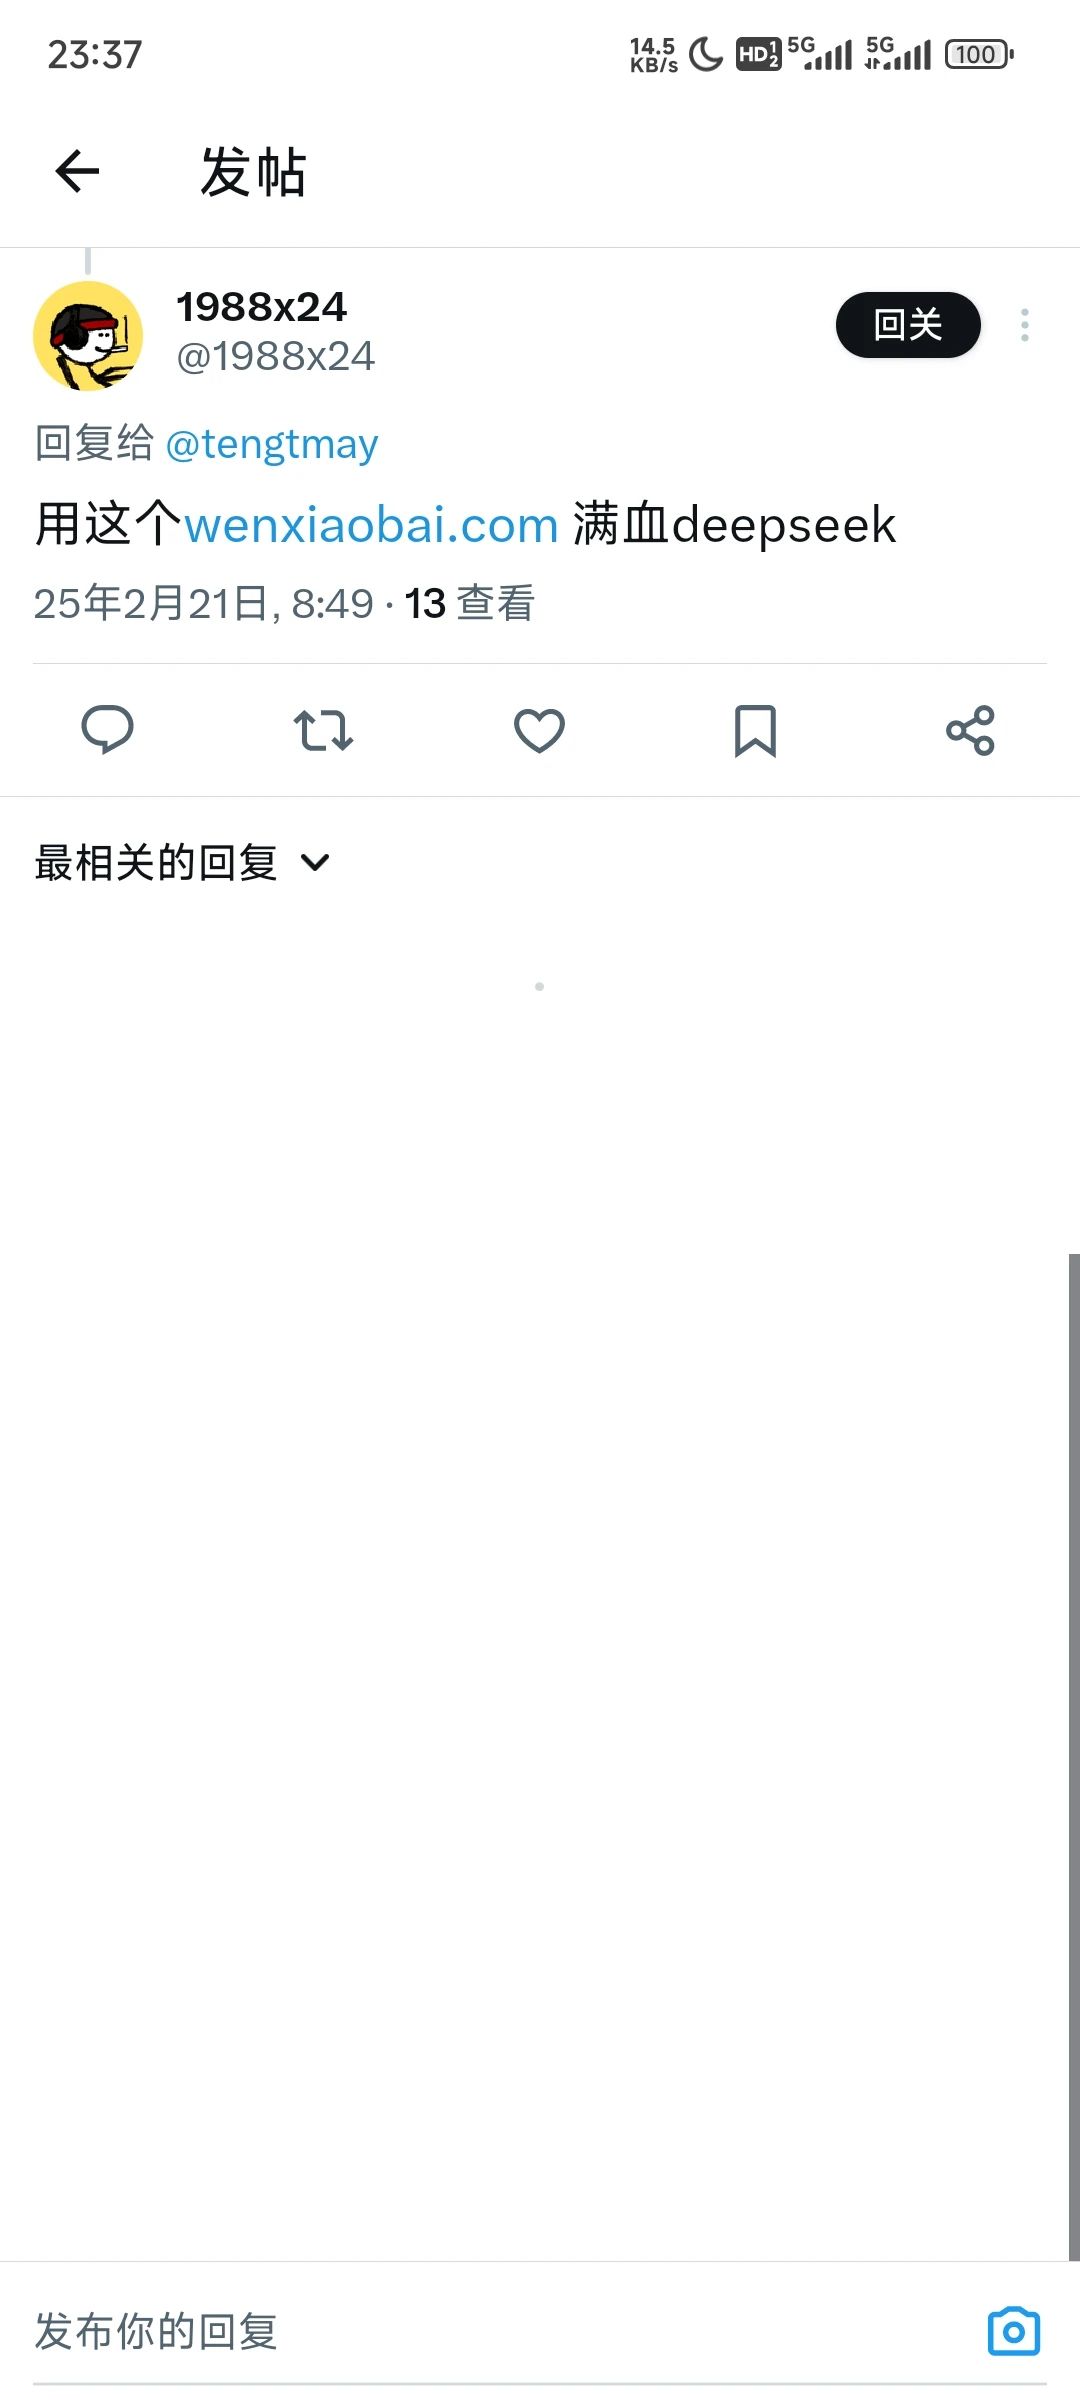 23:37
14.5 KB/s HD 1 2 5G 5G 100
发帖
1988x24
@1988x24
回关
回复给 @tengtmay
用这个wenxiaobai.com 满血deepseek
25年2月21日, 8:49 · 13 查看
最相关的回复
发布你的回复